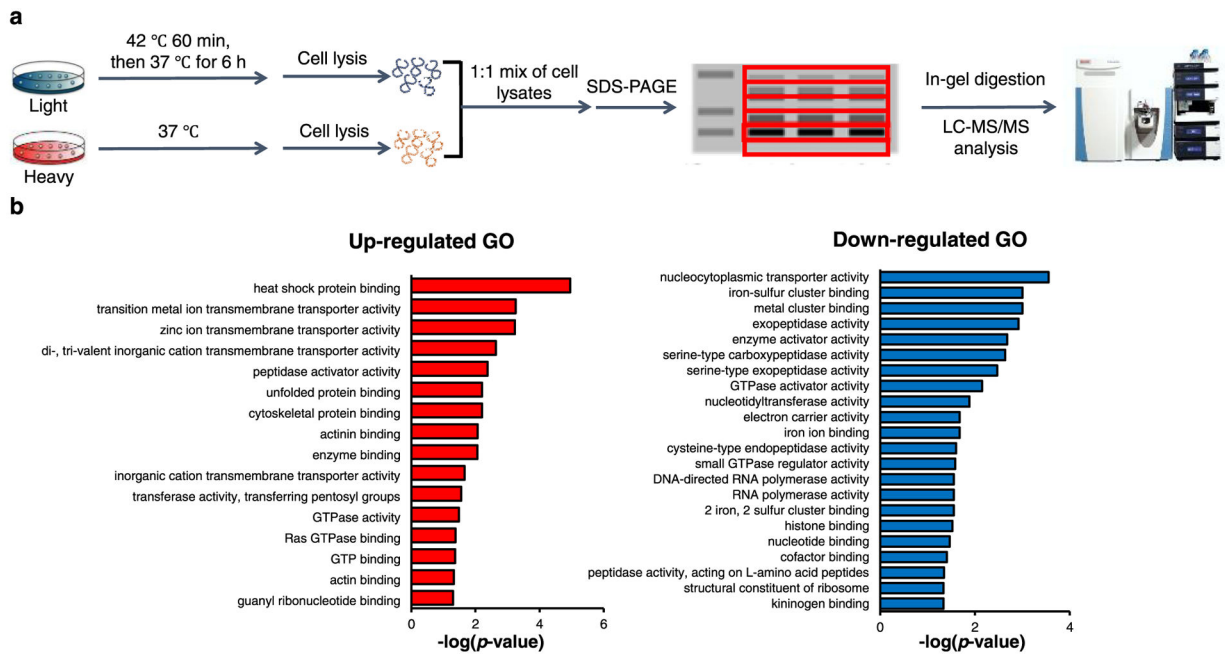 a
42 ℃ 60 min,
then 37 ℃ for 6 h
Cell lysis
Light
1:1 mix of cell
lysates
SDS-PAGE
In-gel digestion
LC-MS/MS
analysis
37 ℃
Cell lysis
Heavy
b
Up-regulated GO
heat shock protein binding
transition metal ion transmembrane transporter activity
zinc ion transmembrane transporter activity
di-, tri-valent inorganic cation transmembrane transporter activity
peptidase activator activity
unfolded protein binding
cytoskeletal protein binding
actinin binding
enzyme binding
inorganic cation transmembrane transporter activity
transferase activity, transferring pentosyl groups
GTPase activity
Ras GTPase binding
GTP binding
actin binding
guanyl ribonucleotide binding
0 2 4 6
-log(p-value)
Down-regulated GO
nucleocytoplasmic transporter activity
iron-sulfur cluster binding
metal cluster binding
exopeptidase activity
enzyme activator activity
serine-type carboxypeptidase activity
serine-type exopeptidase activity
GTPase activator activity
nucleotidyltransferase activity
electron carrier activity
iron ion binding
cysteine-type endopeptidase activity
small GTPase regulator activity
DNA-directed RNA polymerase activity
RNA polymerase activity
2 iron, 2 sulfur cluster binding
histone binding
nucleotide binding
cofactor binding
peptidase activity, acting on L-amino acid peptides
structural constituent of ribosome
kininogen binding
0 2 4
-log(p-value)